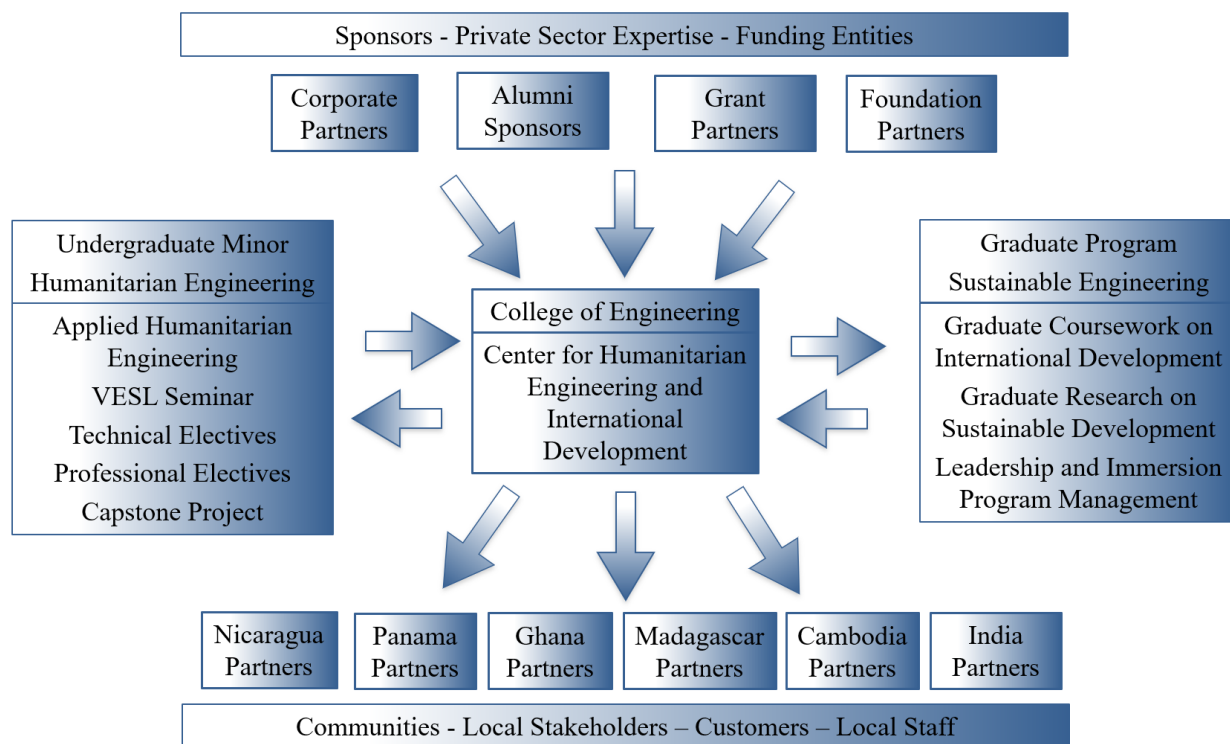 Sponsors - Private Sector Expertise - Funding Entities
Corporate
Partners
Alumni
Sponsors
Grant
Partners
Foundation
Partners
Undergraduate Minor
Humanitarian Engineering
Applied Humanitarian
Engineering
VESL Seminar
Technical Electives
Professional Electives
Capstone Project
College of Engineering
Center for Humanitarian
Engineering and
International
Development
Graduate Program
Sustainable Engineering
Graduate Coursework on
International Development
Graduate Research on
Sustainable Development
Leadership and Immersion
Program Management
Nicaragua
Partners
Panama
Partners
Ghana
Partners
Madagascar
Partners
Cambodia
Partners
India
Partners
Communities - Local Stakeholders – Customers – Local Staff